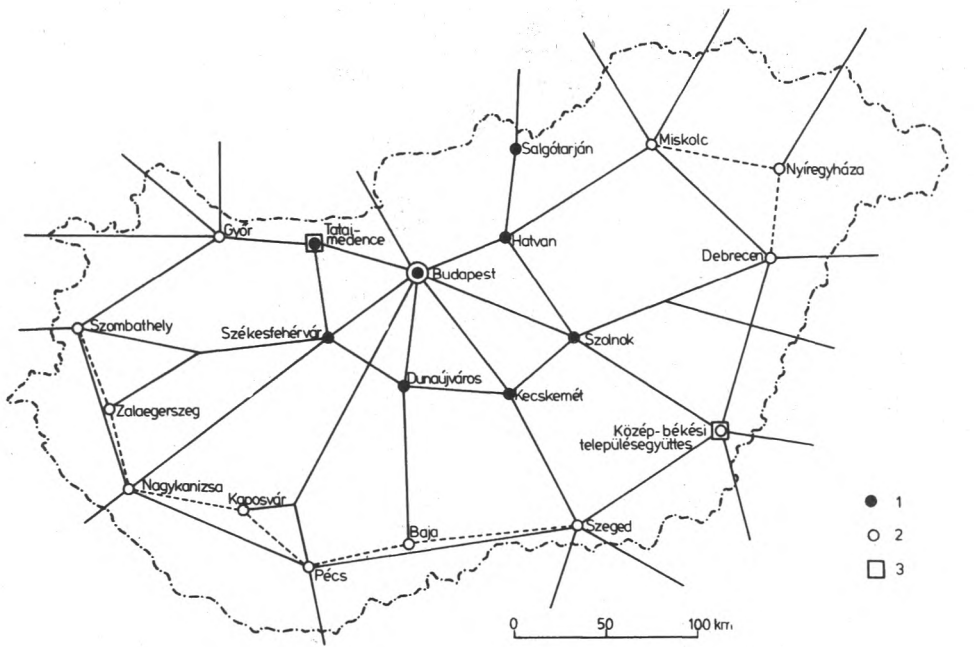 Miskolc
Salgótarján
Nyíregyháza
Győr
Tatai-
medence
Hatvan
Debrecen
Budapest
Szombathely
Székesfehérvár
Szolnok
Dunaújváros
Kecskemét
Zalaegerszeg
Közép-békési
településegyüttes
Nagykanizsa
Kaposvár
Baja
Szeged
Pécs
1
2
3
0 50 100 km